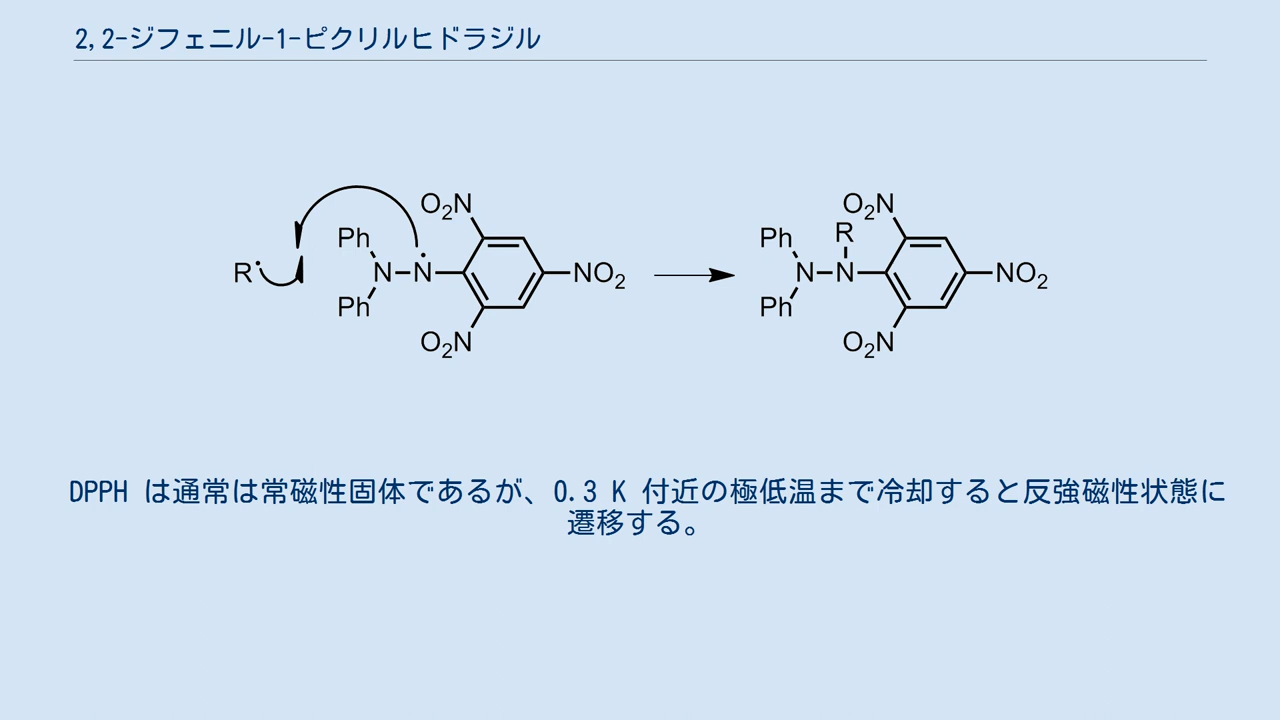 2,2-ジフェニル-1-ピクリルヒドラジル
O2N O2N
R
Ph Ph
R· N-N· NO2 N-N NO2
Ph Ph
O2N O2N
DPPH は通常は常磁性固体であるが、0.3 K 付近の極低温まで冷却すると反強磁性状態に
遷移する。